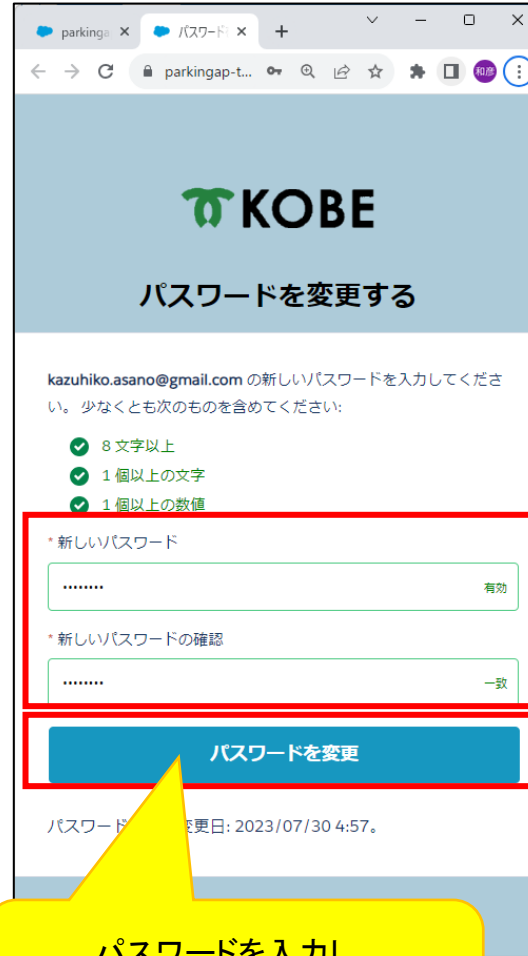 parkinga
パスワード
parkingap-t...
和彦
KOBE
パスワードを変更する
kazuhiko.asano@gmail.com の新しいパスワードを入力してくださ
い。 少なくとも次のものを含めてください:
8 文字以上
1 個以上の文字
1 個以上の数値
* 新しいパスワード
••••••••
有効
* 新しいパスワードの確認
••••••••
一致
パスワードを変更
パスワード 変更日: 2023/07/30 4:57。
パスワードを入力し